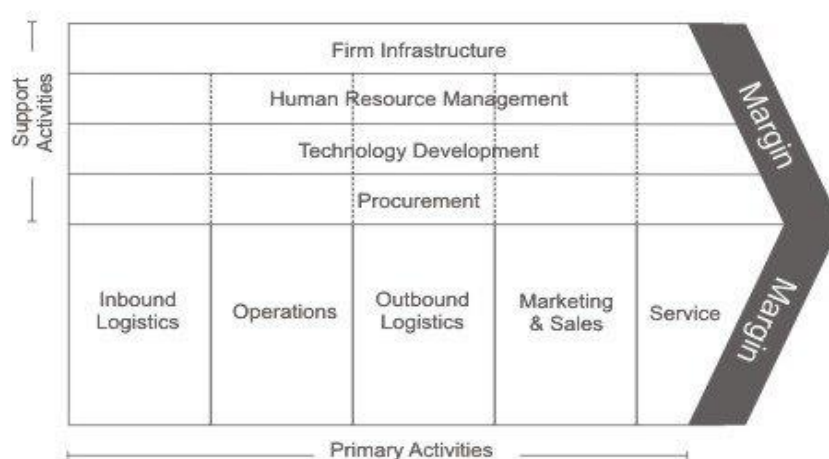 Support
Activities
Firm Infrastructure
Human Resource Management
Technology Development
Procurement
Inbound
Logistics
Operations
Outbound
Logistics
Marketing
& Sales
Service
Margin
Margin
Primary Activities